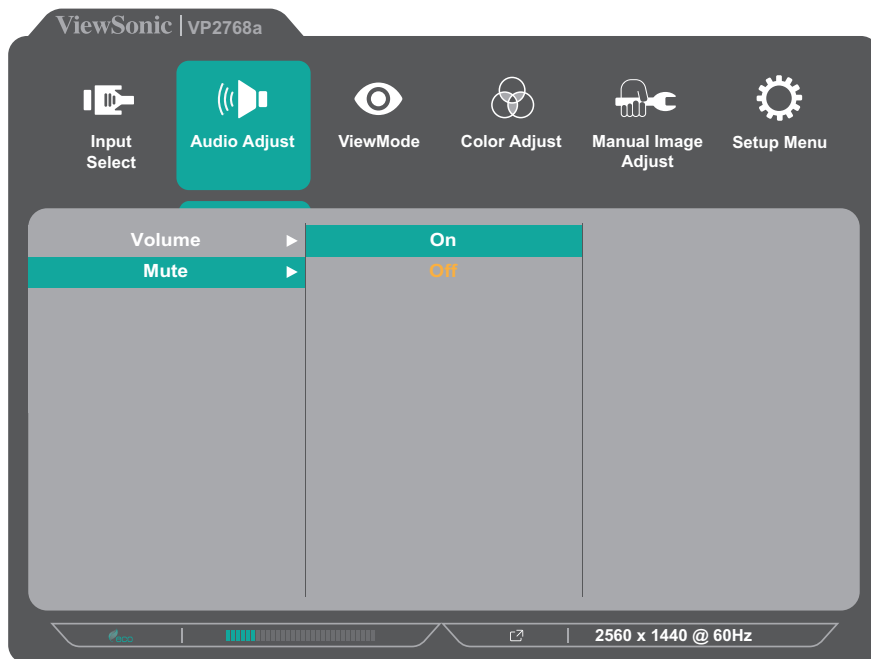 ViewSonic | VP2768a
Input
Select
Audio Adjust
ViewMode
Color Adjust
Manual Image
Adjust
Setup Menu
Volume
On
Mute
Off
eco
2560 x 1440 @ 60Hz